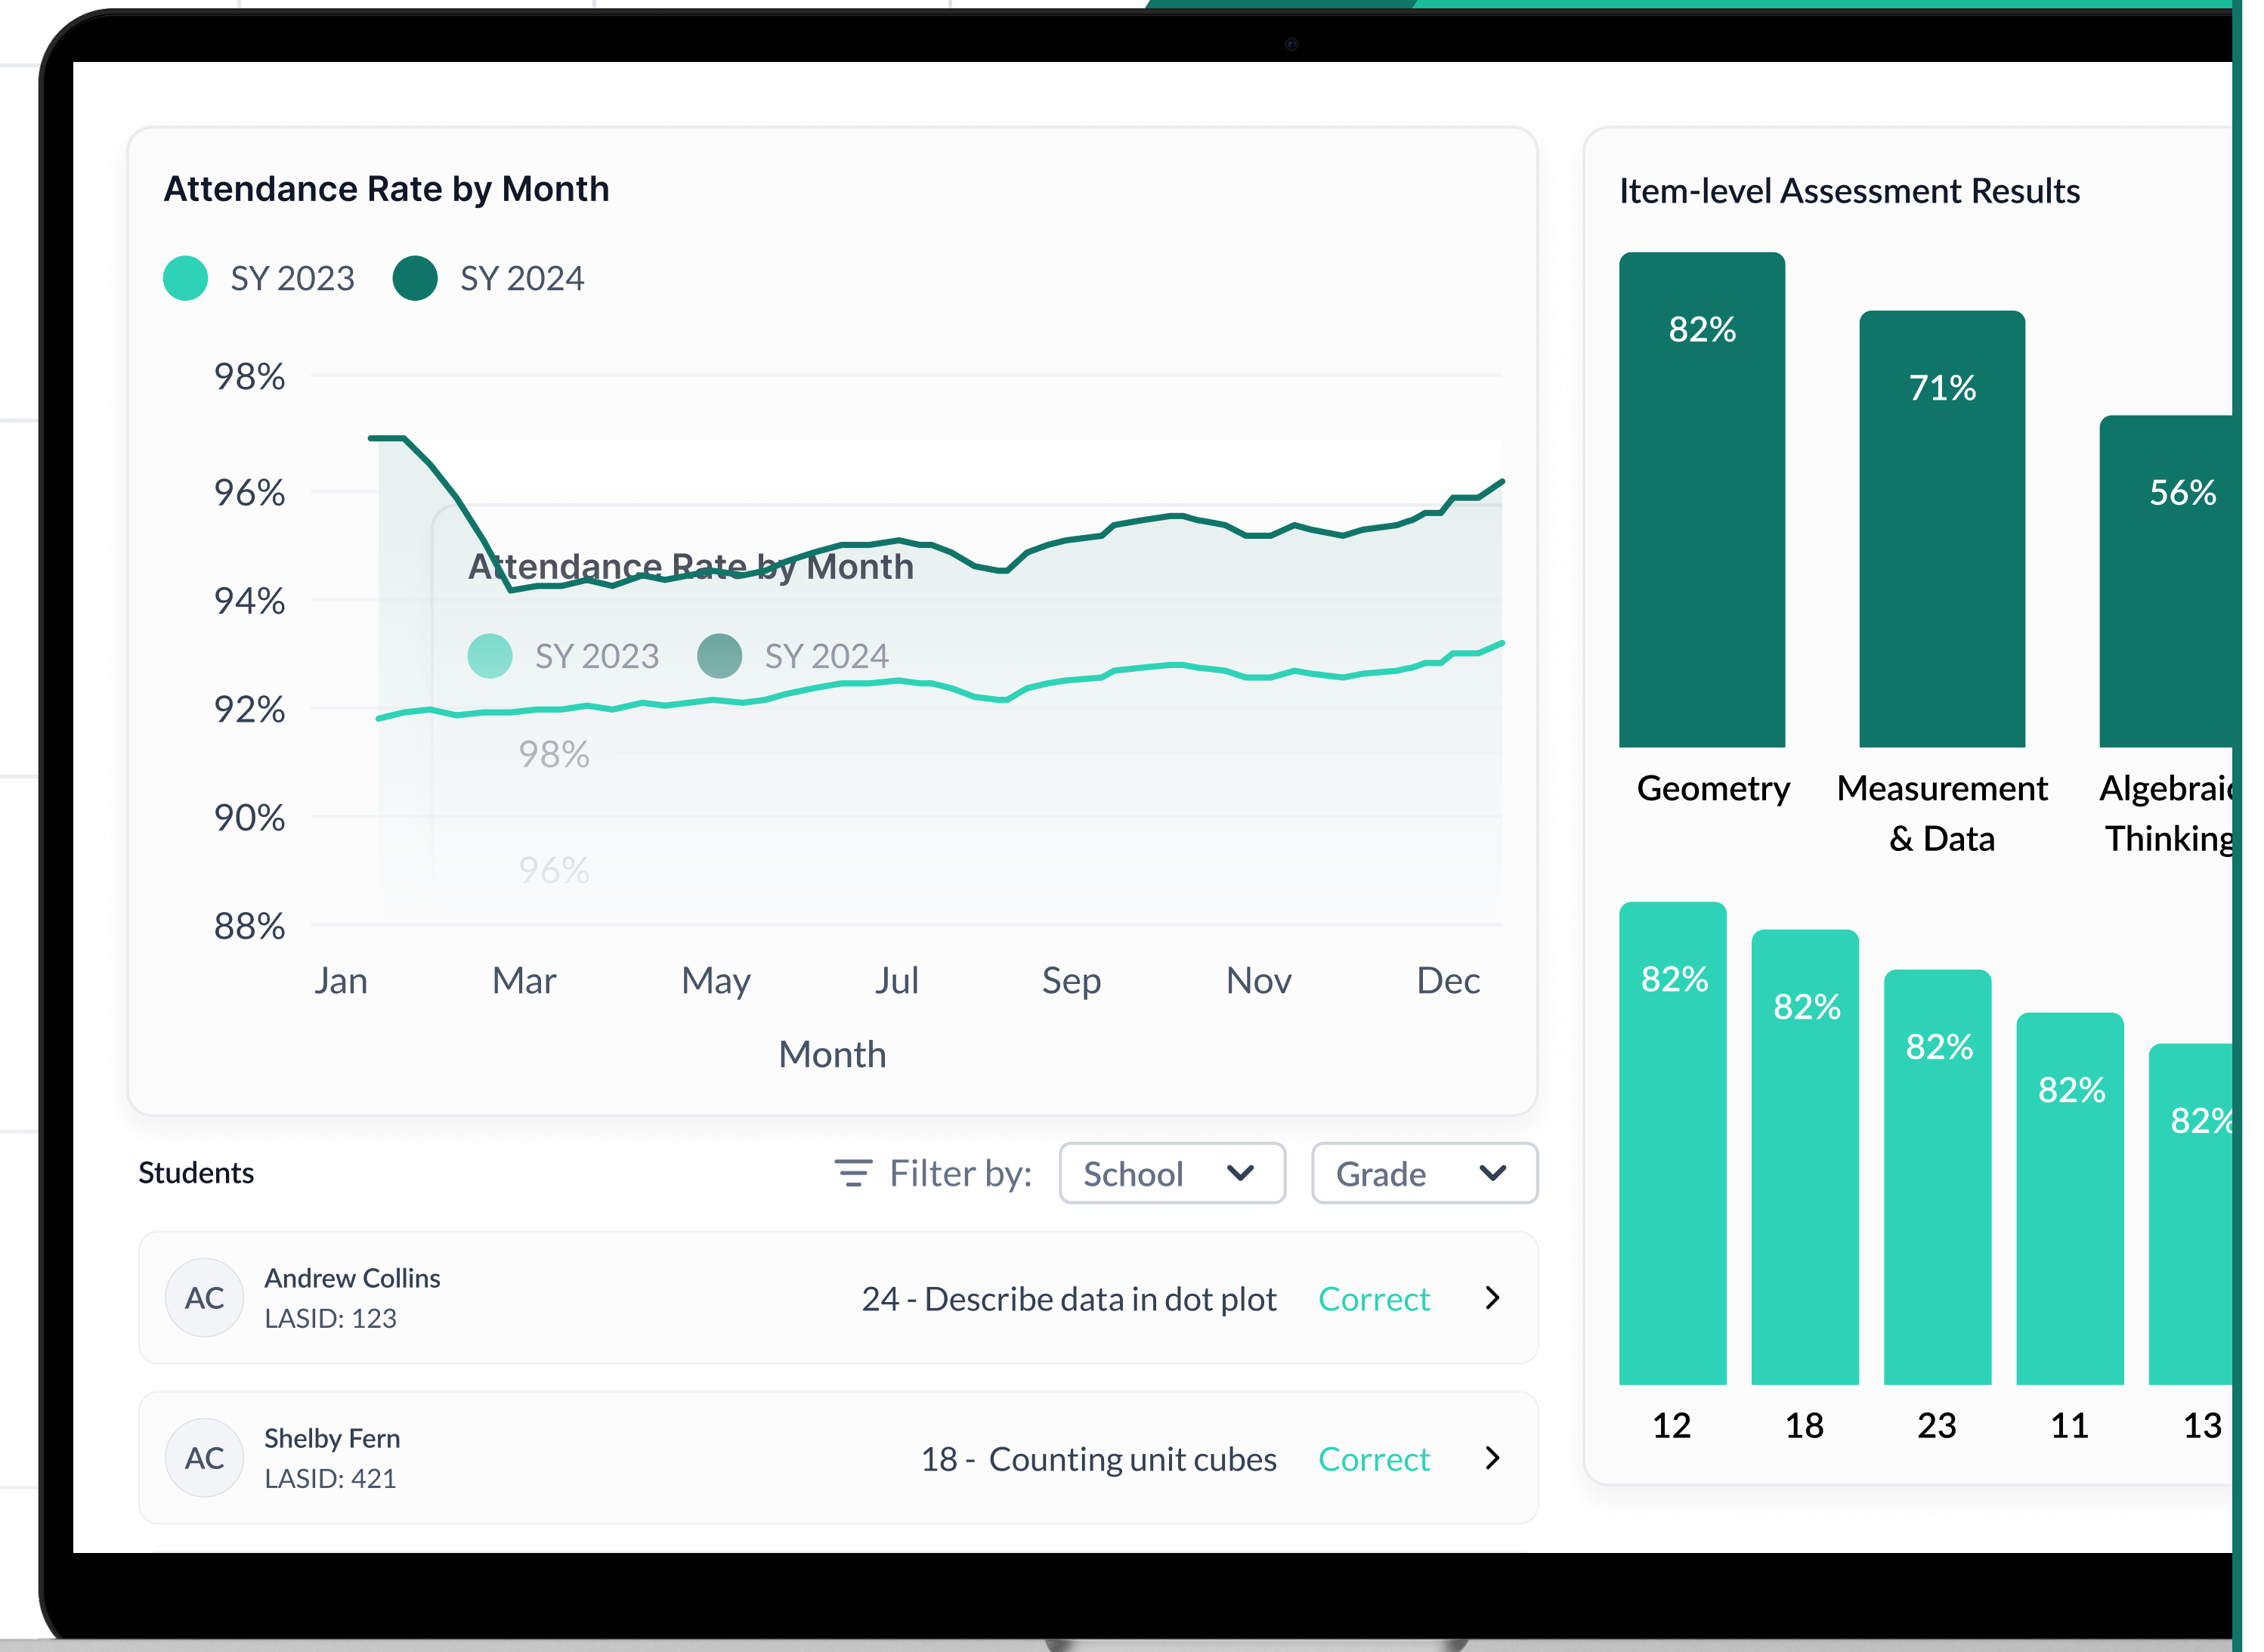 Attendance Rate by Month
SY 2023 SY 2024
98%
96%
94%
92%
90%
88%
Attendance Rate by Month
SY 2023 SY 2024
98%
96%
Jan Mar May Jul Sep Nov Dec
Month
Students
Filter by: School Grade
AC
Andrew Collins
LASID: 123
24 - Describe data in dot plot Correct
AC
Shelby Fern
LASID: 421
18 - Counting unit cubes Correct
Item-level Assessment Results
82% 71% 56%
Geometry Measurement Algebraic
& Data Thinking
82% 82% 82% 82% 82%
12 18 23 11 13